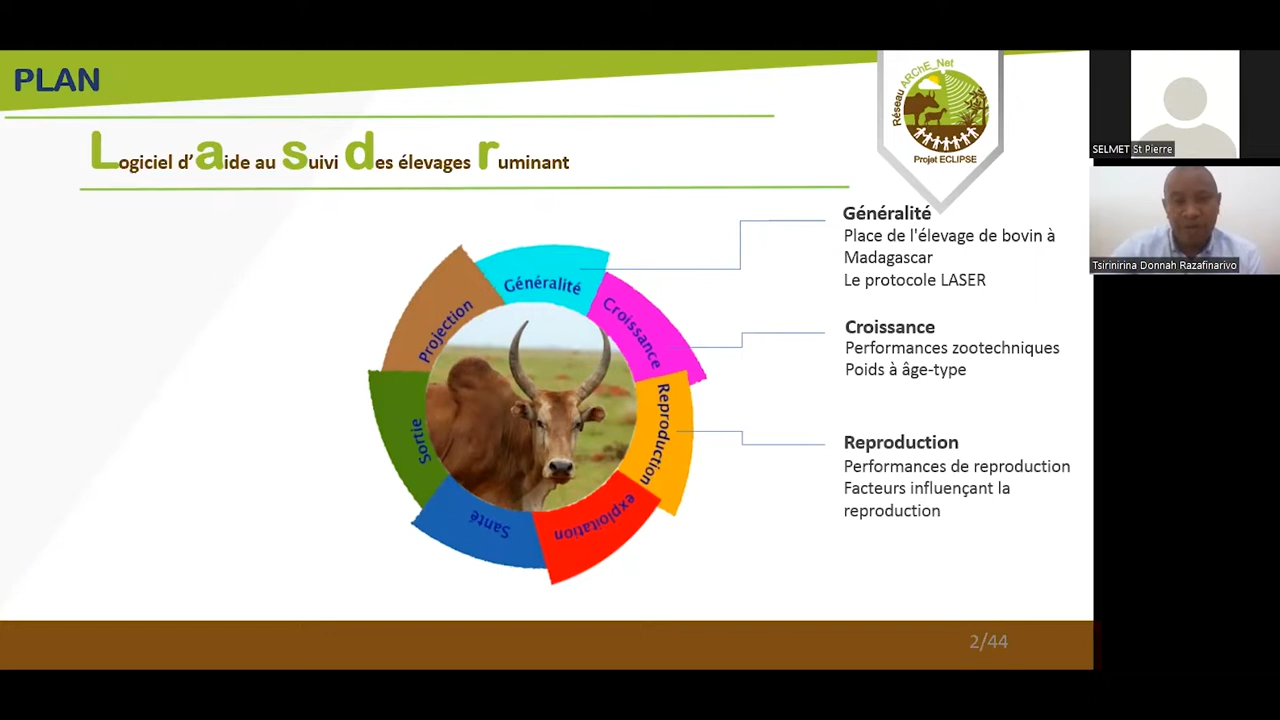 PLAN
Logiciel d'aide au suivi des élevages ruminant
Réseau ARChE_Net
Projet ECLIPSE
SELMET St Pierre
Tsirinirina Donnah Razafinarivo
Généralité
Place de l'élevage de bovin à
Madagascar
Le protocole LASER
Croissance
Performances zootechniques
Poids à âge-type
Reproduction
Performances de reproduction
Facteurs influençant la
reproduction
Généralité
Croissance
Reproduction
exploitation
Santé
Sortie
Projection
2/44